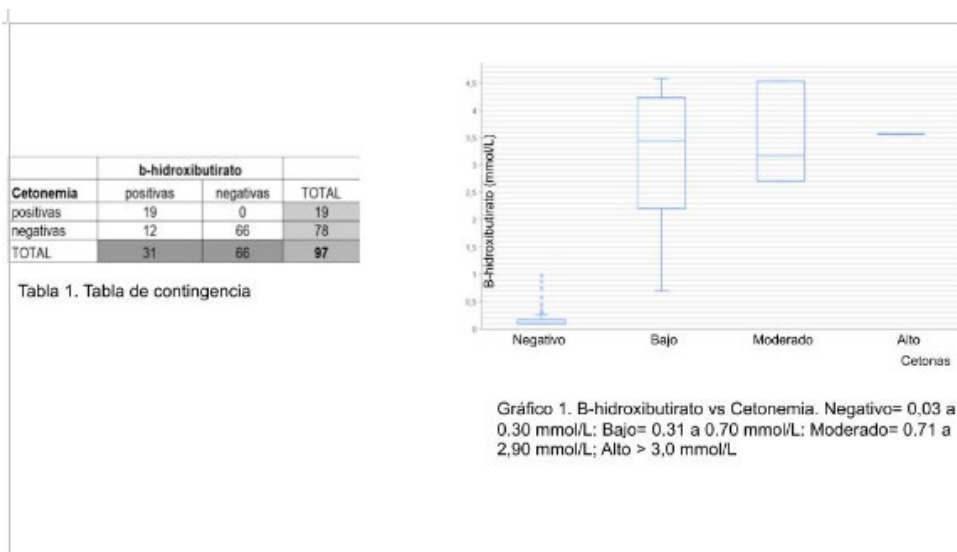 b-hidroxibutirato
Cetonemia positivas negativas TOTAL
positivas 19 0 19
negativas 12 66 78
TOTAL 31 66 97
Tabla 1. Tabla de contingencia
B-hidroxibutirato (mmol/L)
4,5
4
3,5
3
2,5
2
1,5
1
0,5
0
Negativo Bajo Moderado Alto
Cetonas
Gráfico 1. B-hidroxibutirato vs Cetonemia. Negativo= 0,03 a
0.30 mmol/L; Bajo= 0.31 a 0.70 mmol/L; Moderado= 0.71 a
2,90 mmol/L; Alto > 3,0 mmol/L